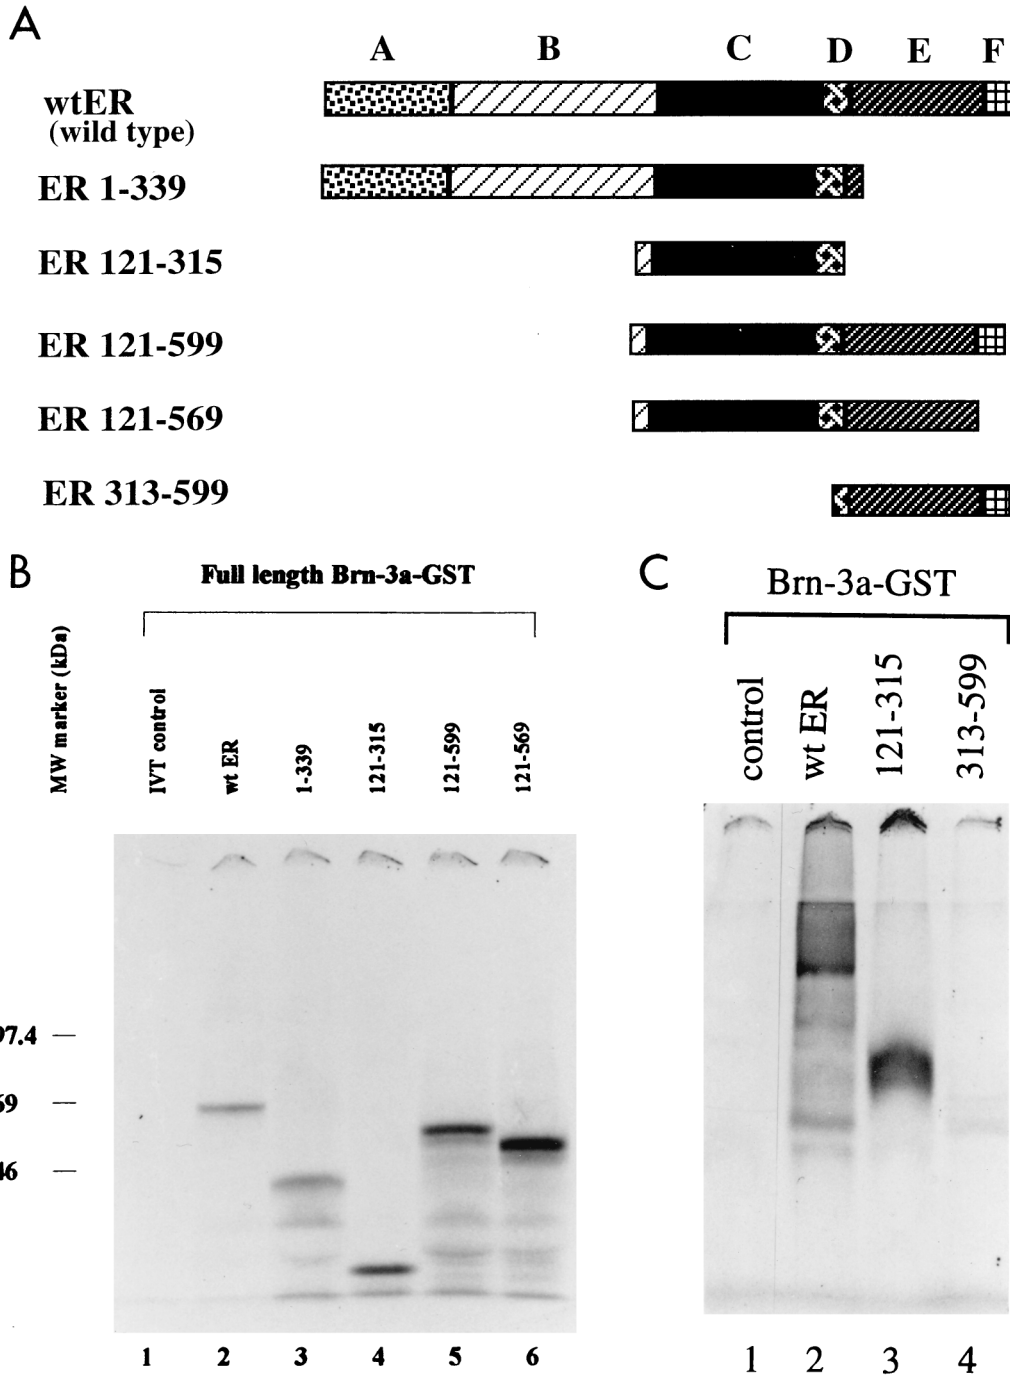 A
A B C D E F
wtER
(wild type)
ER 1-339
ER 121-315
ER 121-599
ER 121-569
ER 313-599
B
Full length Brn-3a-GST
MW marker (kDa)
IVT control
wt ER
1-339
121-315
121-599
121-569
97.4
69
46
1 2 3 4 5 6
C
Brn-3a-GST
control
wt ER
121-315
313-599
1 2 3 4